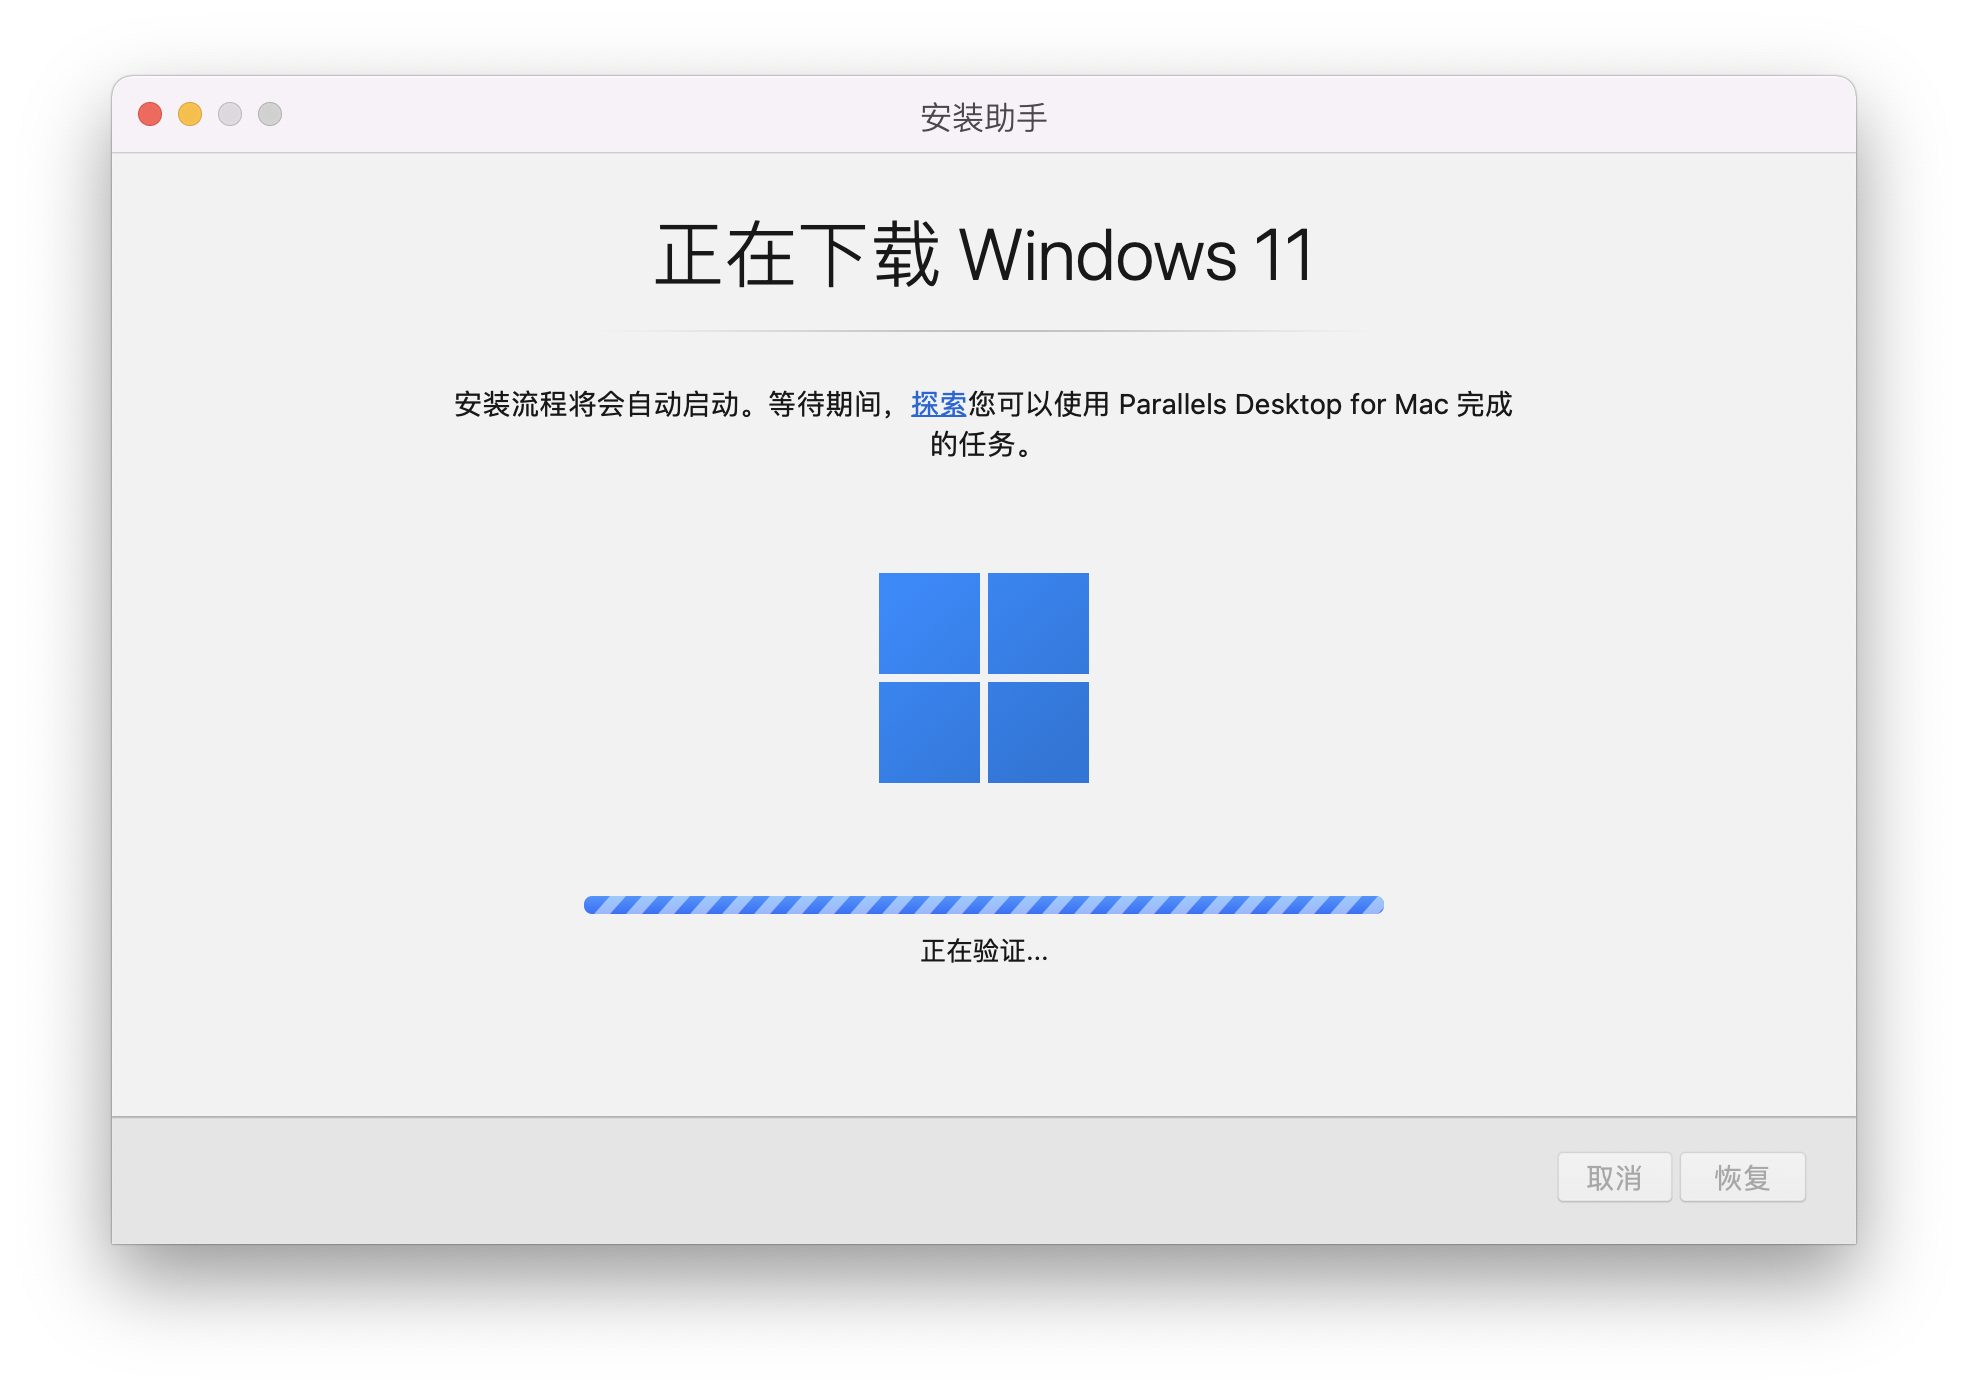 安装助手
正在下载 Windows 11
安装流程将会自动启动。等待期间，探索您可以使用 Parallels Desktop for Mac 完成
的任务。
正在验证...
取消
恢复